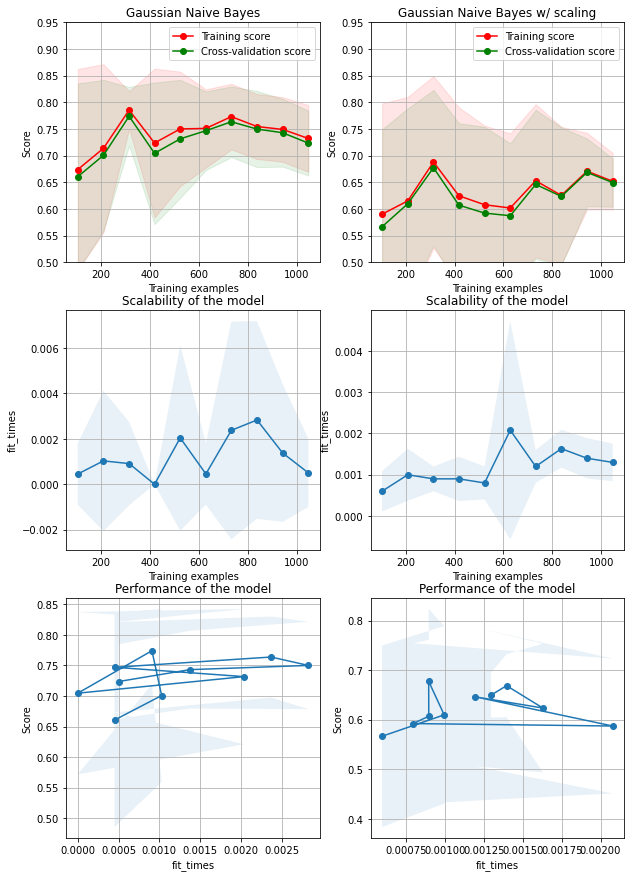 Gaussian Naive Bayes
Training score
Cross-validation score
0.95
0.90
0.85
0.80
0.75
0.70
0.65
0.60
0.55
0.50
Score
200 400 600 800 1000
Training examples
Gaussian Naive Bayes w/ scaling
Training score
Cross-validation score
0.95
0.90
0.85
0.80
0.75
0.70
0.65
0.60
0.55
0.50
Score
200 400 600 800 1000
Training examples
Scalability of the model
0.006
0.004
0.002
0.000
−0.002
fit_times
200 400 600 800 1000
Training examples
Scalability of the model
0.004
0.003
0.002
0.001
0.000
fit_times
200 400 600 800 1000
Training examples
Performance of the model
0.85
0.80
0.75
0.70
0.65
0.60
0.55
0.50
Score
0.0000 0.0005 0.0010 0.0015 0.0020 0.0025
fit_times
Performance of the model
0.8
0.7
0.6
0.5
0.4
Score
0.00075 0.00100 0.00125 0.00150 0.00175 0.00200
fit_times